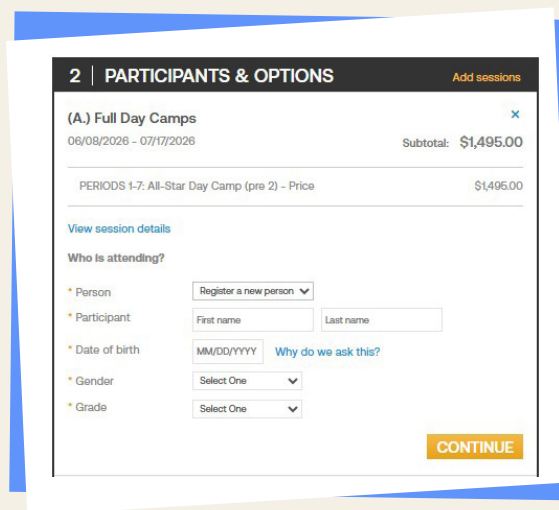 2 | PARTICIPANTS & OPTIONS Add sessions
(A.) Full Day Camps ×
06/08/2026 - 07/17/2026 Subtotal: $1,495.00
PERIODS 1-7: All-Star Day Camp (pre 2) - Price $1,495.00
View session details
Who is attending?
* Person Register a new person
* Participant First name Last name
* Date of birth MM/DD/YYYY Why do we ask this?
* Gender Select One
* Grade Select One
CONTINUE